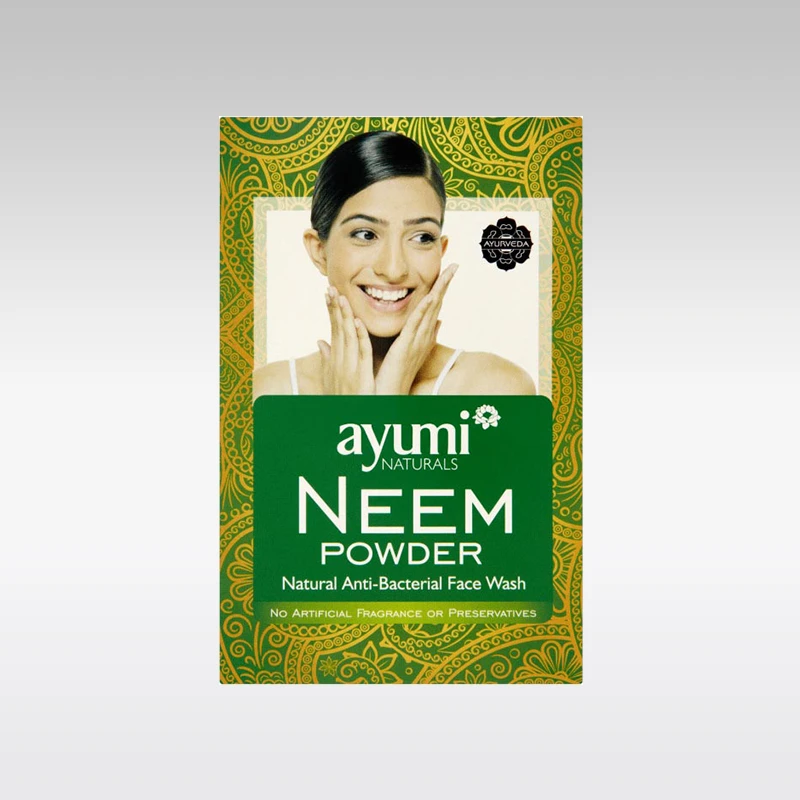 AYURVEDA
ayumi
NATURALS
NEEM
POWDER
Natural Anti-Bacterial Face Wash
NO ARTIFICIAL FRAGRANCE OR PRESERVATIVES